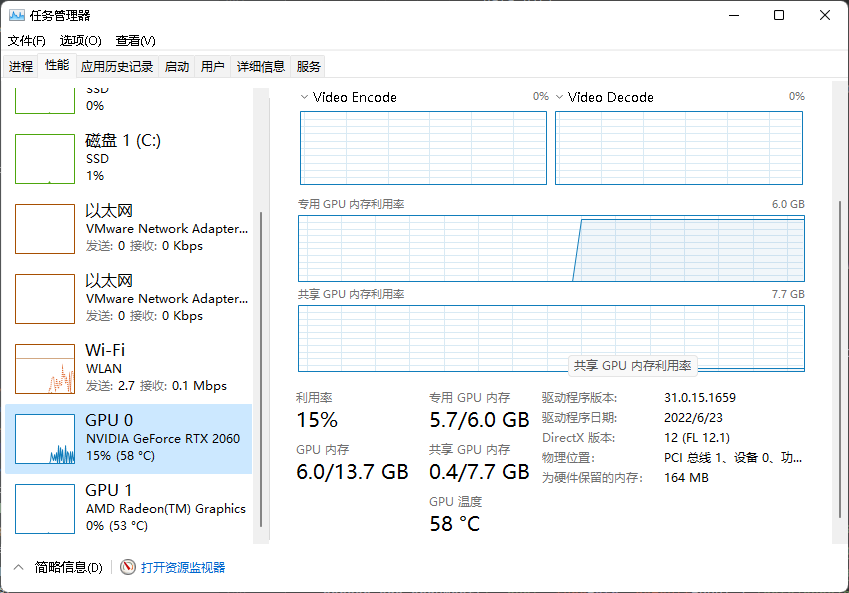 任务管理器
文件(F) 选项(O) 查看(V)
进程 性能 应用历史记录 启动 用户 详细信息 服务
SSD
0%
磁盘 1 (C:)
SSD
1%
以太网
VMware Network Adapter...
发送: 0 接收: 0 Kbps
以太网
VMware Network Adapter...
发送: 0 接收: 0 Kbps
Wi-Fi
WLAN
发送: 2.7 接收: 0.1 Mbps
GPU 0
NVIDIA GeForce RTX 2060
15% (58 °C)
GPU 1
AMD Radeon(TM) Graphics
0% (53 °C)
Video Encode 0%
Video Decode 0%
专用 GPU 内存利用率 6.0 GB
共享 GPU 内存利用率 7.7 GB
共享 GPU 内存利用率
利用率
15%
专用 GPU 内存
5.7/6.0 GB
GPU 内存
6.0/13.7 GB
共享 GPU 内存
0.4/7.7 GB
GPU 温度
58 °C
驱动程序版本: 31.0.15.1659
驱动程序日期: 2022/6/23
DirectX 版本: 12 (FL 12.1)
物理位置: PCI 总线 1、设备 0、功...
为硬件保留的内存: 164 MB
简略信息(D) 打开资源监视器